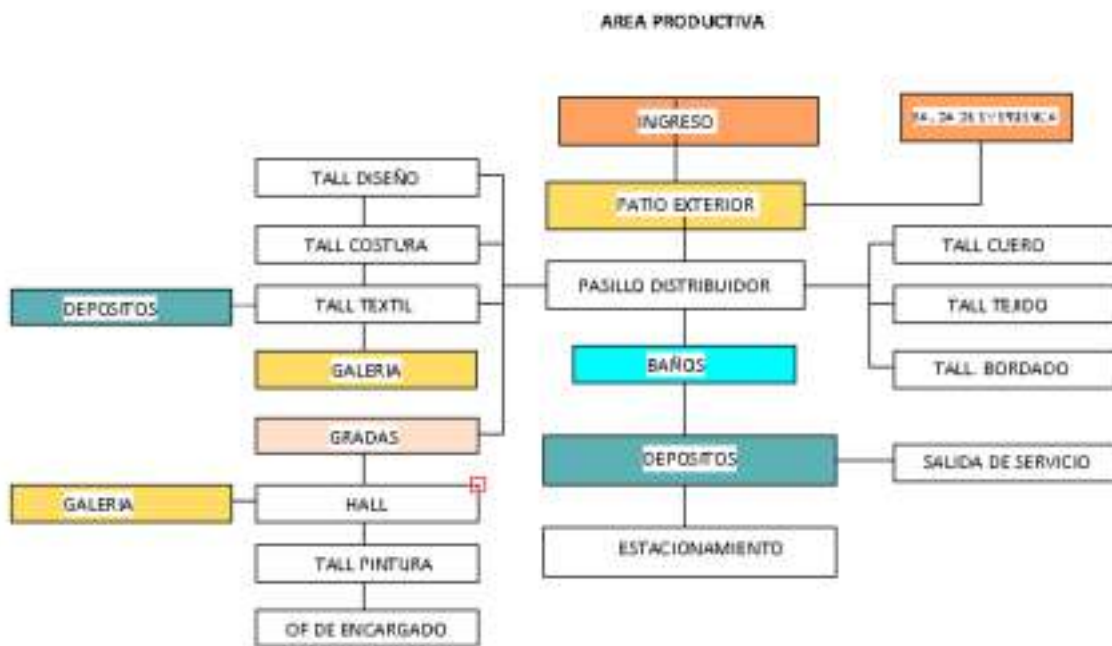 AREA PRODUCTIVA
INGRESO
TALL DISEÑO
PATIO EXTERIOR
TALL COSTURA
TALL CUERO
PASILLO DISTRIBUIDOR
DEPOSITOS
TALL TEXTIL
TALL TEJIDO
GALERIA
BAÑOS
TALL. BORDADO
GRADAS
DEPOSITOS
SALIDA DE SERVICIO
GALERIA
HALL
ESTACIONAMIENTO
TALL PINTURA
OF DE ENCARGADO